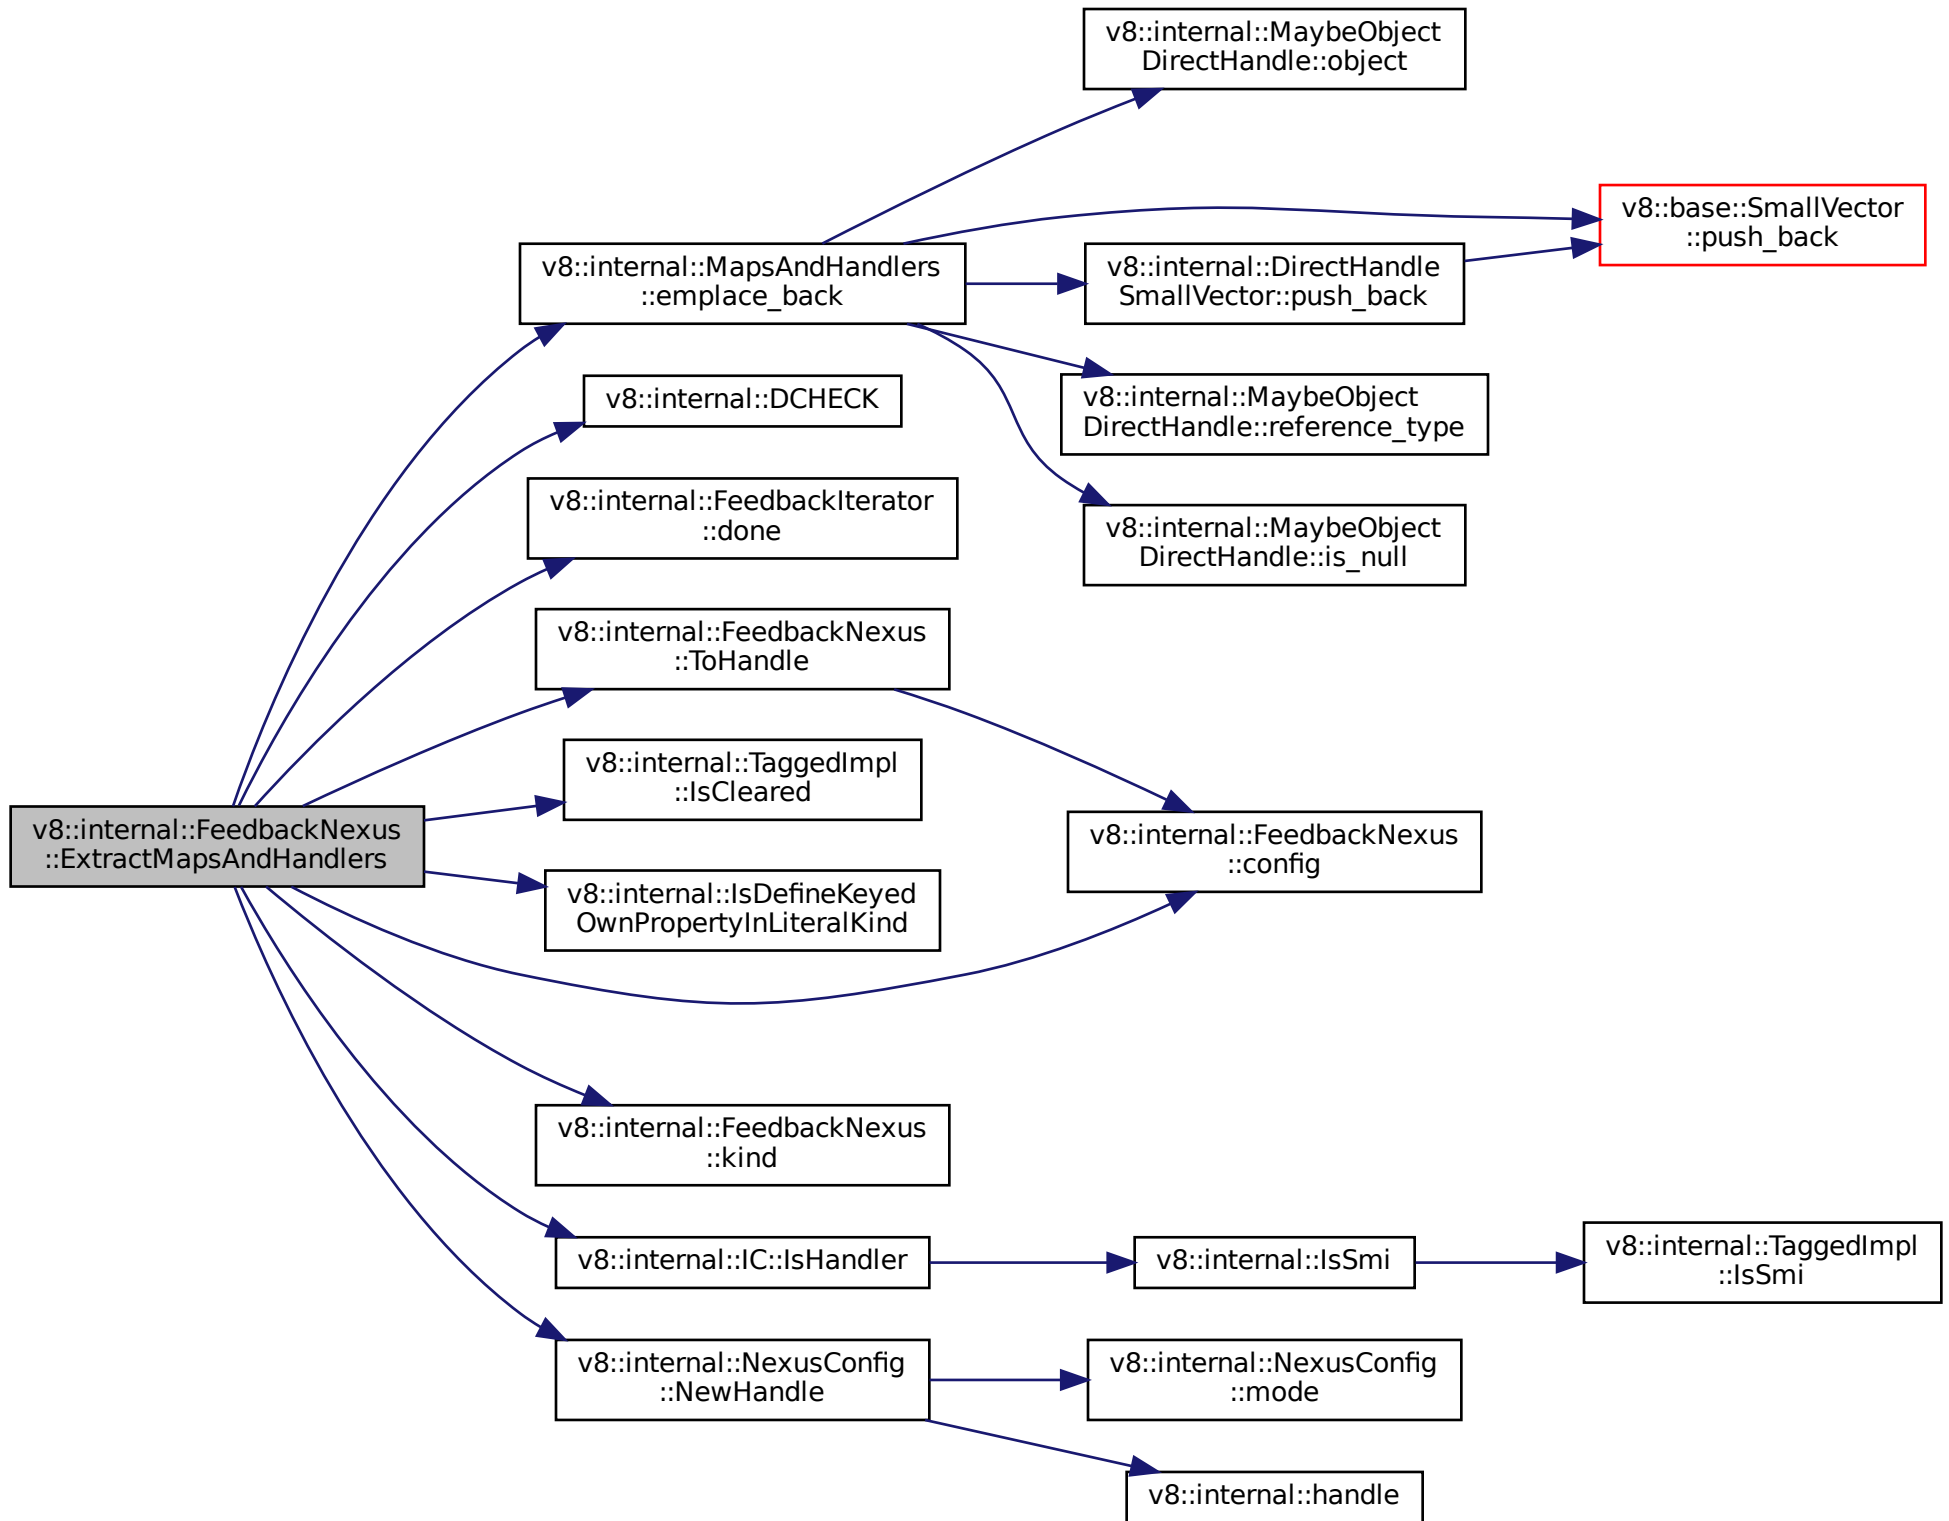 v8::internal::MaybeObject
DirectHandle::object
v8::base::SmallVector
::push_back
v8::internal::MapsAndHandlers
::emplace_back
v8::internal::DirectHandle
SmallVector::push_back
v8::internal::DCHECK
v8::internal::MaybeObject
DirectHandle::reference_type
v8::internal::FeedbackIterator
::done
v8::internal::MaybeObject
DirectHandle::is_null
v8::internal::FeedbackNexus
::ToHandle
v8::internal::TaggedImpl
::IsCleared
v8::internal::FeedbackNexus
::ExtractMapsAndHandlers
v8::internal::FeedbackNexus
::config
v8::internal::IsDefineKeyed
OwnPropertyInLiteralKind
v8::internal::FeedbackNexus
::kind
v8::internal::IC::IsHandler
v8::internal::IsSmi
v8::internal::TaggedImpl
::IsSmi
v8::internal::NexusConfig
::NewHandle
v8::internal::NexusConfig
::mode
v8::internal::handle